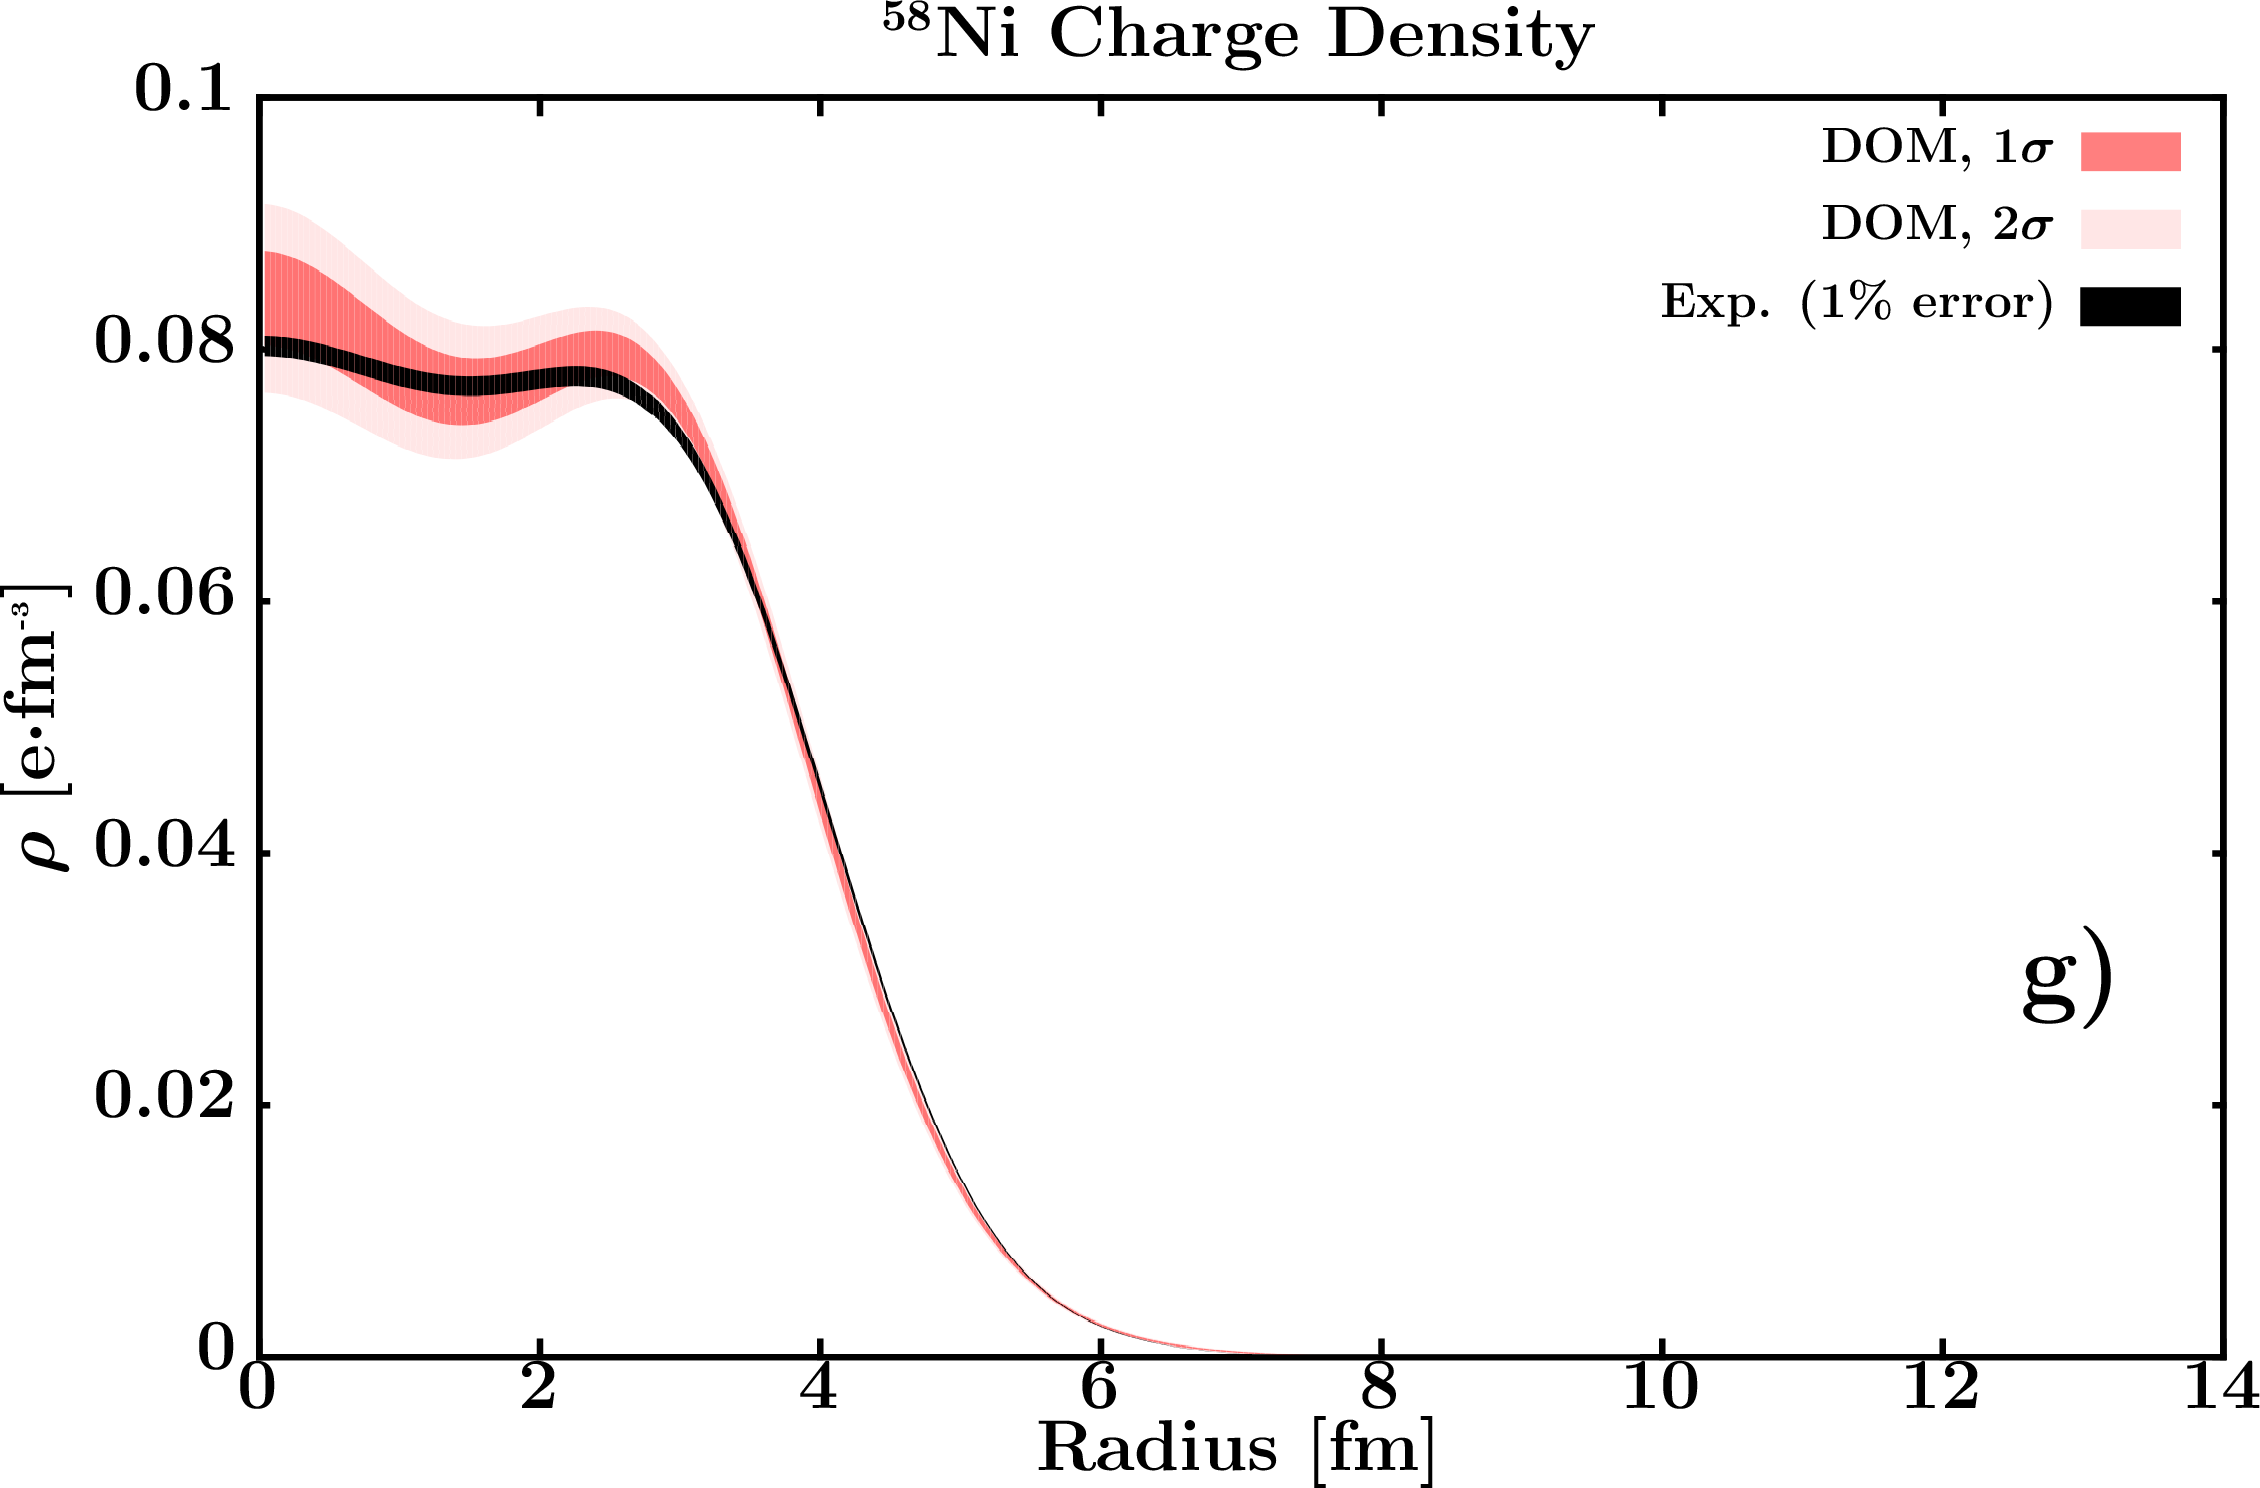 ⁵⁸Ni Charge Density
0.1
0.08
0.06
0.04
0.02
0
ρ [e·fm⁻³]
DOM, 1σ
DOM, 2σ
Exp. (1% error)
g)
0 2 4 6 8 10 12 14
Radius [fm]